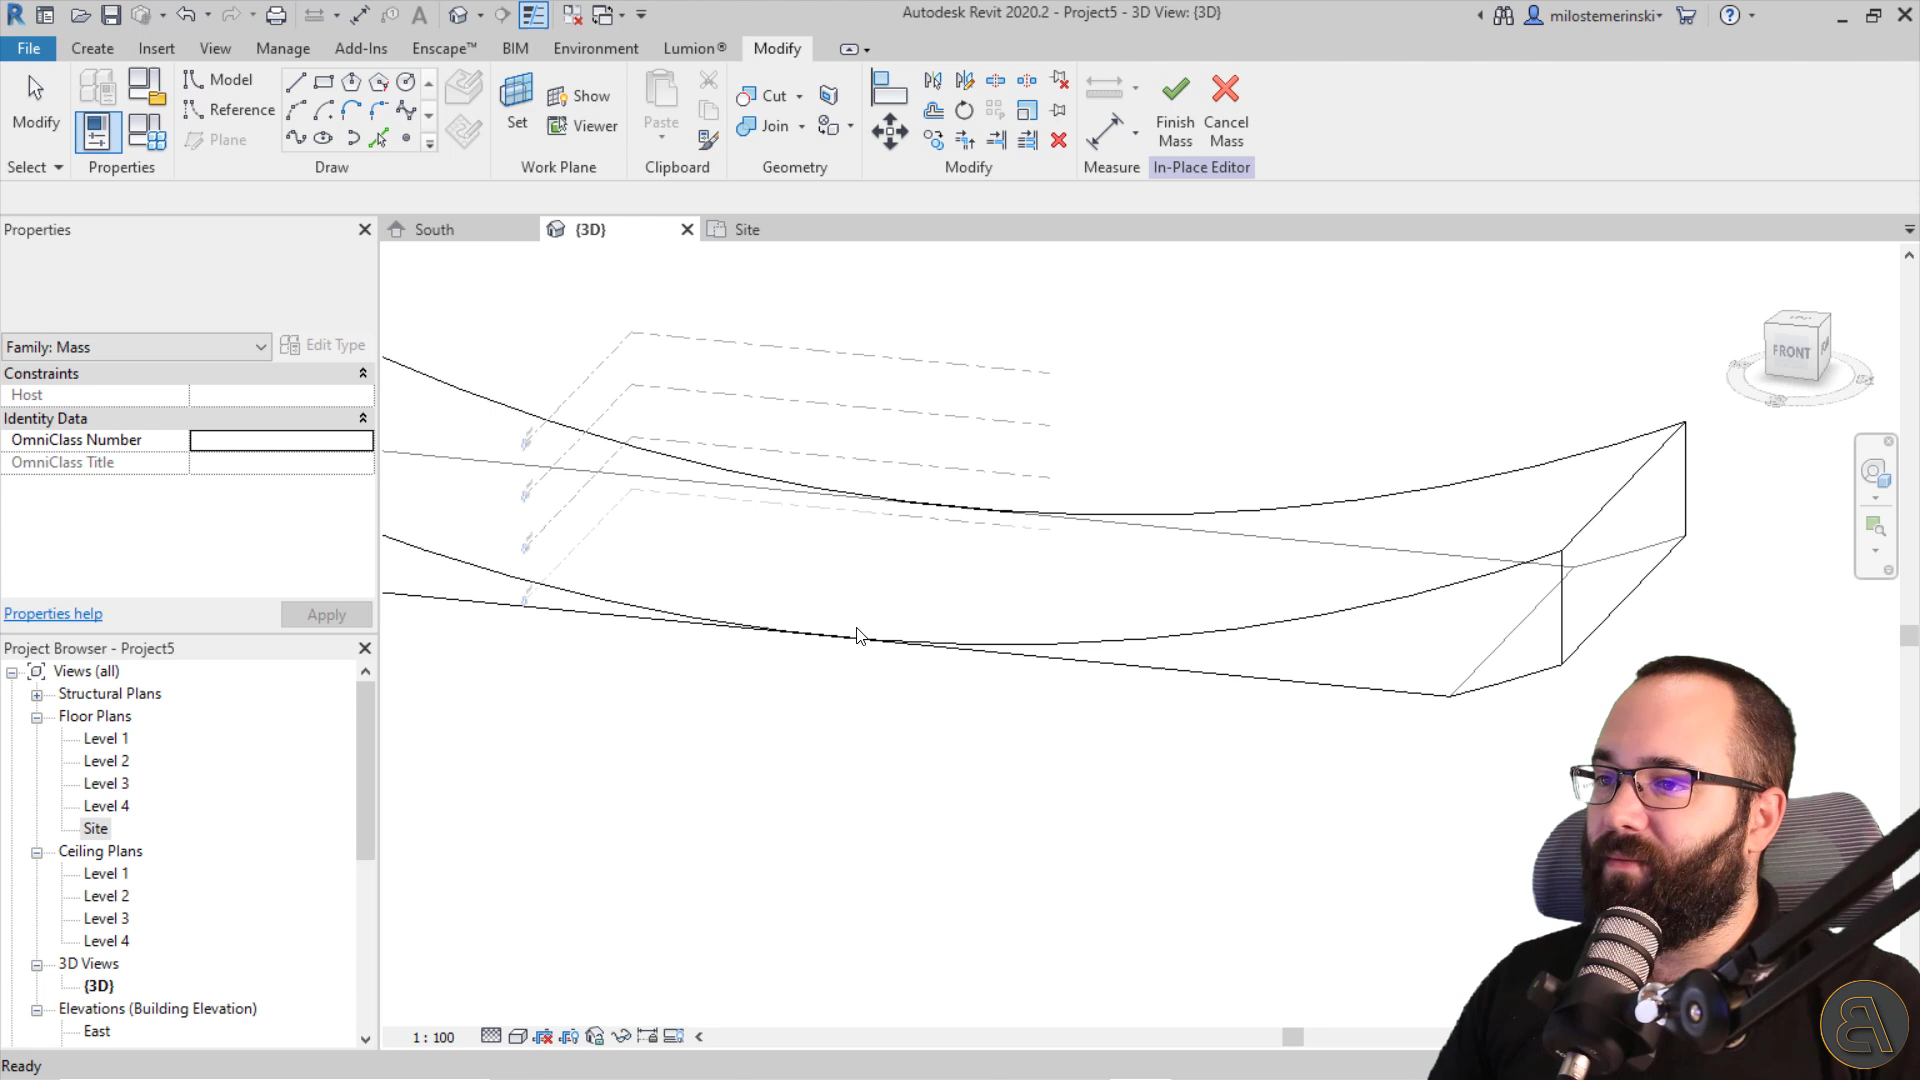 Autodesk Revit 2020.2 - Project5 - 3D View: {3D}
milostemerinski
File Create Insert View Manage Add-Ins Enscape™ BIM Environment Lumion® Modify
Modify
Model
Reference
Plane
Set
Show
Viewer
Paste
Cut
Join
Finish Mass
Cancel Mass
Select Properties Draw Work Plane Clipboard Geometry Modify Measure In-Place Editor
Properties
South
{3D}
Site
Family: Mass
Edit Type
Constraints
Host
Identity Data
OmniClass Number
OmniClass Title
FRONT
Properties help
Apply
Project Browser - Project5
Views (all)
Structural Plans
Floor Plans
Level 1
Level 2
Level 3
Level 4
Site
Ceiling Plans
Level 1
Level 2
Level 3
Level 4
3D Views
{3D}
Elevations (Building Elevation)
East
1 : 100
Ready